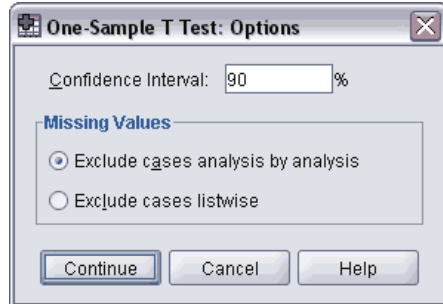 One-Sample T Test: Options
Confidence Interval: 90 %
Missing Values
Exclude cases analysis by analysis
Exclude cases listwise
Continue Cancel Help